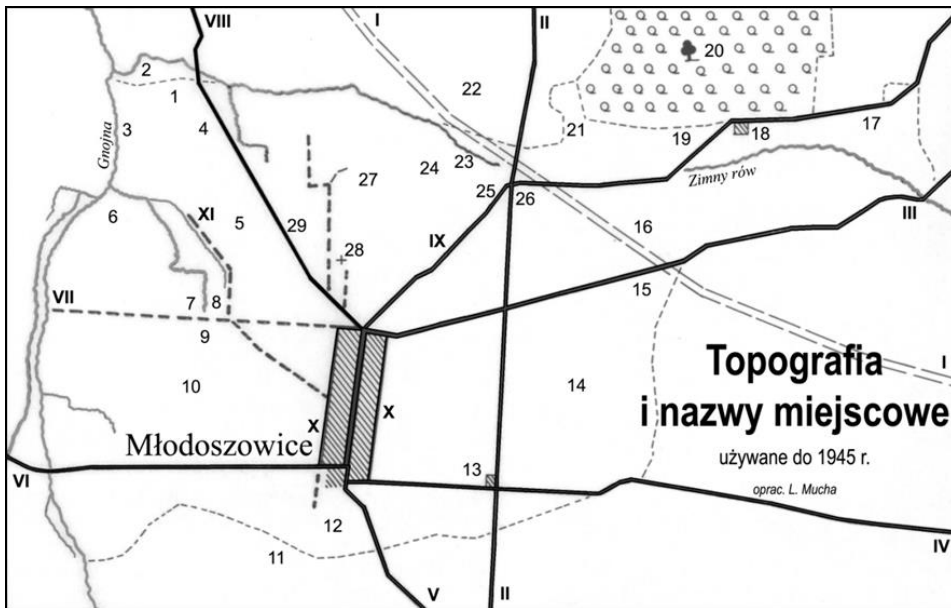 VIII
I
II
20
2
22
1
21
19
18
17
3
4
Gnojna
24
23
27
Zimny rów
25
26
6
XI
5
29
III
16
28
IX
15
VII
7
8
9
I
10
14
Topografia
i nazwy miejscowe
używane do 1945 r.
oprac. L. Mucha
X
X
Młodoszowice
13
VI
12
11
IV
V
II